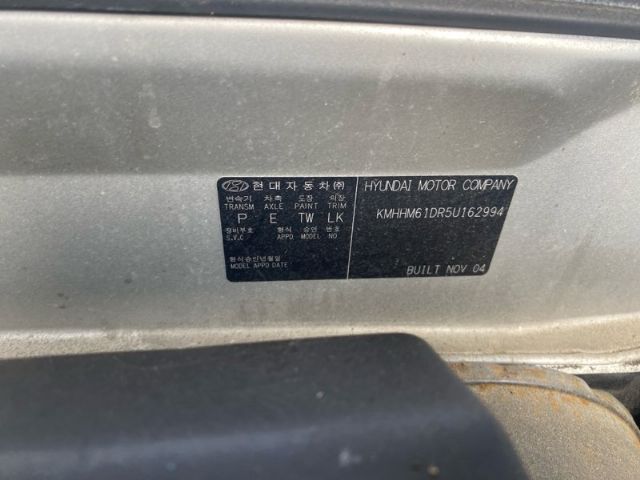 현대자동차㈜
변속기 차축 도장 의장
TRANSM AXLE PAINT TRIM
P E TW LK
장비부호 형식 승인 번호
S.V.C APPO MODEL NO
형식승인년월일
MODEL APPO DATE
HYUNDAI MOTOR COMPANY
KMHHM61DR5U162994
BUILT NOV 04